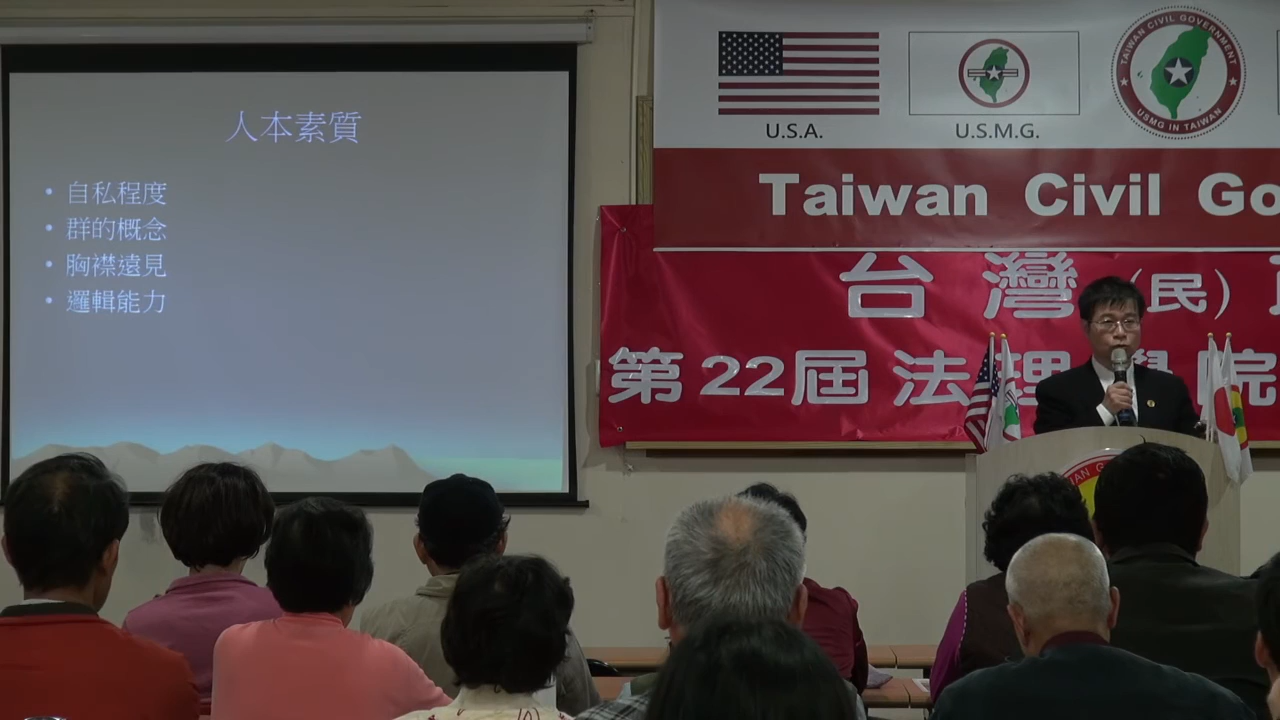 人本素質
• 自私程度
• 群的概念
• 胸襟遠見
• 邏輯能力
U.S.A.
U.S.M.G.
TAIWAN CIVIL GOVERNMENT
USMG IN TAIWAN
Taiwan Civil Go
台灣(民)
第22屆法理學院